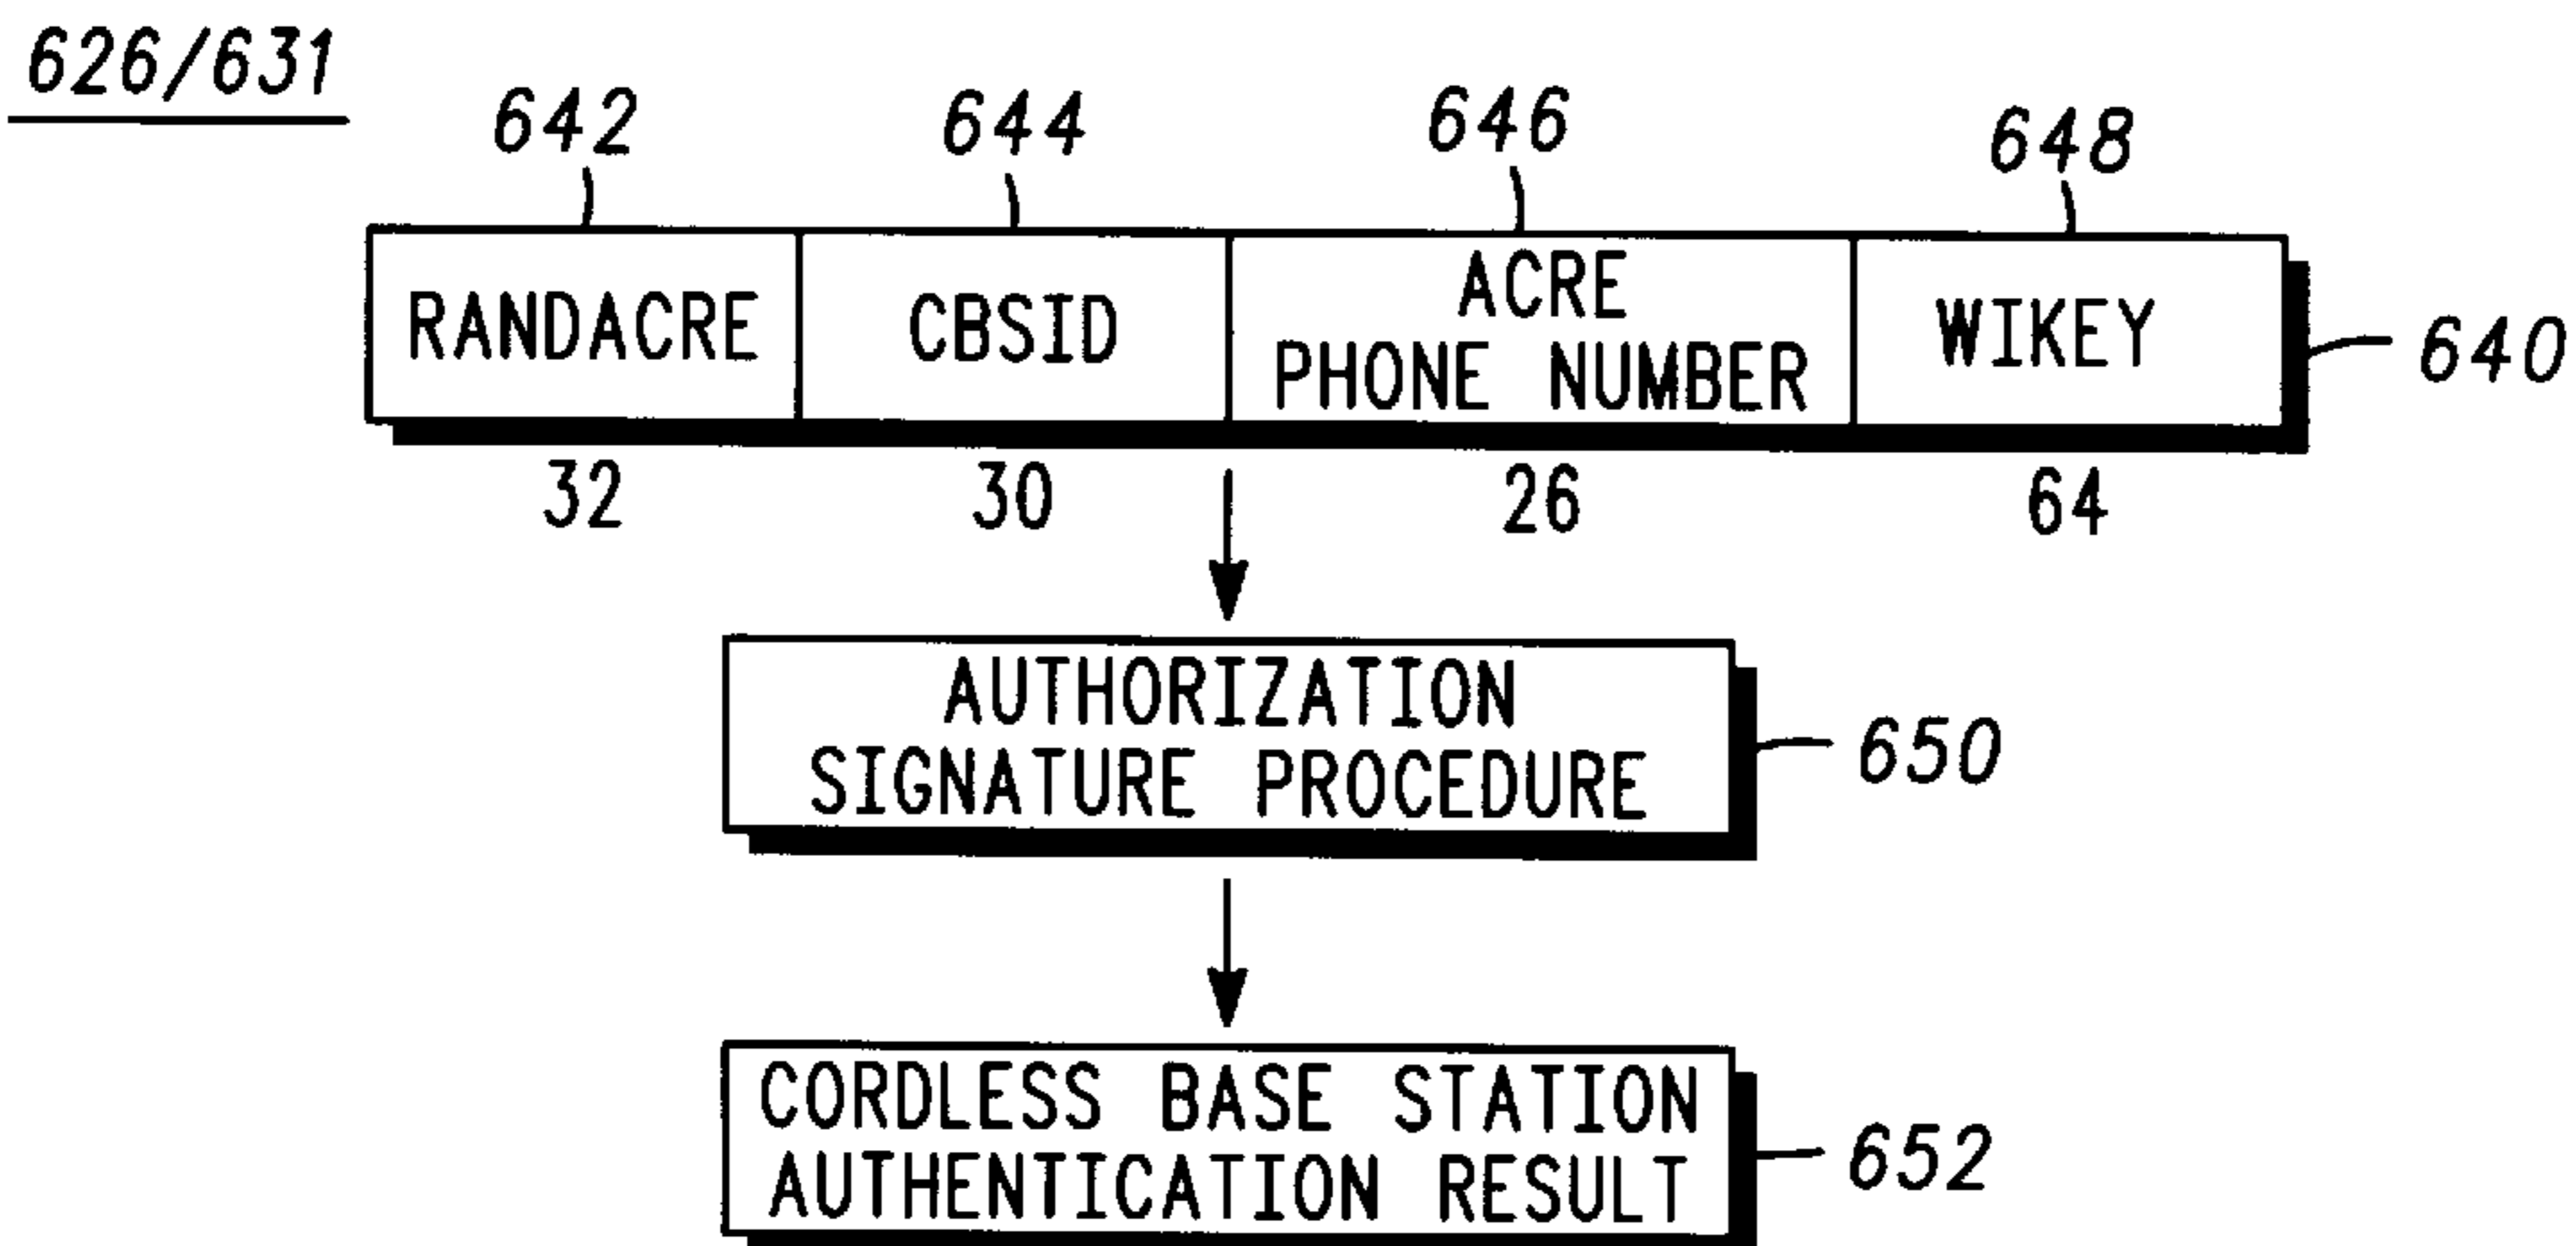 626/631
642 644 646 648
RANDACRE CBSID ACRE PHONE NUMBER WIKEY 640
32 30 26 64
AUTHORIZATION
SIGNATURE PROCEDURE 650
CORDLESS BASE STATION
AUTHENTICATION RESULT 652